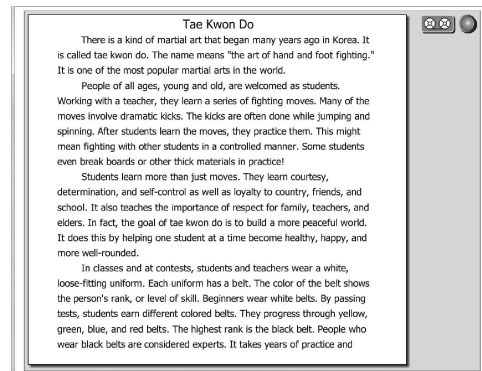 Tae Kwon Do
There is a kind of martial art that began many years ago in Korea. It
is called tae kwon do. The name means "the art of hand and foot fighting."
It is one of the most popular martial arts in the world.
People of all ages, young and old, are welcomed as students.
Working with a teacher, they learn a series of fighting moves. Many of the
moves involve dramatic kicks. The kicks are often done while jumping and
spinning. After students learn the moves, they practice them. This might
mean fighting with other students in a controlled manner. Some students
even break boards or other thick materials in practice!
Students learn more than just moves. They learn courtesy,
determination, and self-control as well as loyalty to country, friends, and
school. It also teaches the importance of respect for family, teachers, and
elders. In fact, the goal of tae kwon do is to build a more peaceful world.
It does this by helping one student at a time become healthy, happy, and
more well-rounded.
In classes and at contests, students and teachers wear a white,
loose-fitting uniform. Each uniform has a belt. The color of the belt shows
the person's rank, or level of skill. Beginners wear white belts. By passing
tests, students earn different colored belts. They progress through yellow,
green, blue, and red belts. The highest rank is the black belt. People who
wear black belts are considered experts. It takes years of practice and